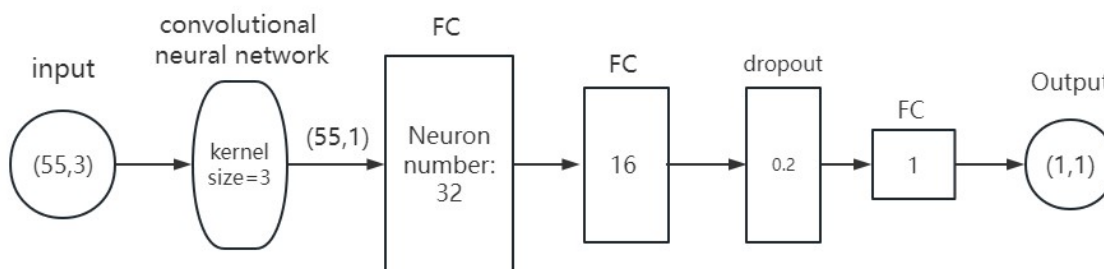 input
(55,3)
convolutional
neural network
kernel
size=3
(55,1)
FC
Neuron
number:
32
FC
16
dropout
0.2
FC
1
Output
(1,1)